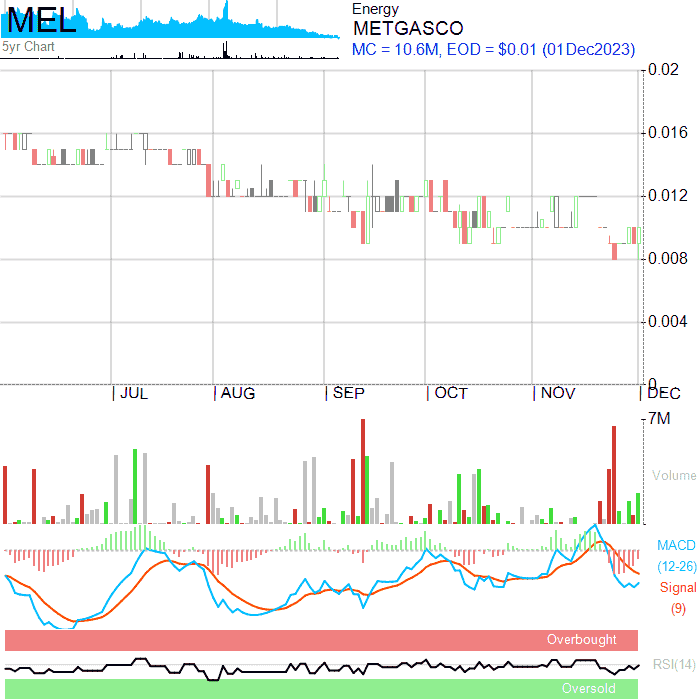 MEL
5yr Chart
Energy
METGASCO
MC = 10.6M, EOD = $0.01 (01Dec2023)
0.02
0.016
0.012
0.008
0.004
0
JUL AUG SEP OCT NOV DEC
7M
Volume
MACD
(12-26)
Signal
(9)
Overbought
RSI(14)
Oversold